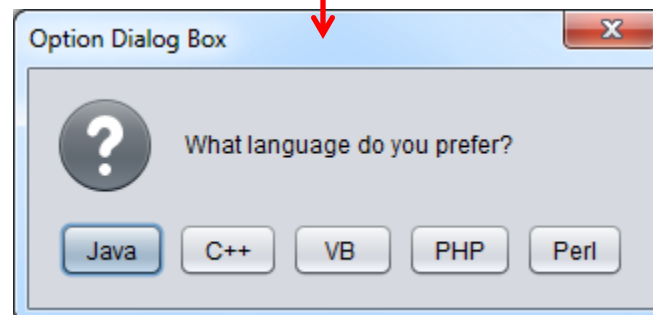 Option Dialog Box
What language do you prefer?
Java C++ VB PHP Perl